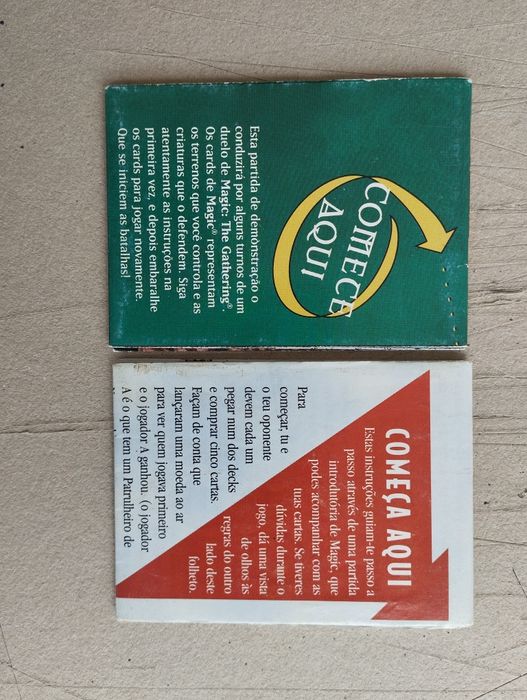 COMECE
AQUI
Esta partida de demonstração o
conduzirá por alguns turnos de um
duelo de Magic: The Gathering®.
Os cards de Magic® representam
os terrenos que você controla e as
criaturas que o defendem. Siga
atentamente as instruções na
primeira vez, e depois embaralhe
os cards para jogar novamente.
Que se iniciem as batalhas!
COMEÇA AQUI
Estas instruções guiam-te passo a
passo através de uma partida
introdutória de Magic, que
podes acompanhar com as
tuas cartas. Se tiveres
dúvidas durante o
jogo, dá uma vista
de olhos às
regras do outro
lado deste
folheto.
Para
começar, tu e
o teu oponente
devem cada um
pegar num dos decks
e comprar cinco cartas.
Façam de conta que
lançaram uma moeda ao ar
para ver quem jogava primeiro
e o jogador A ganhou. (o jogador
A é o que tem um Patrulheiro de